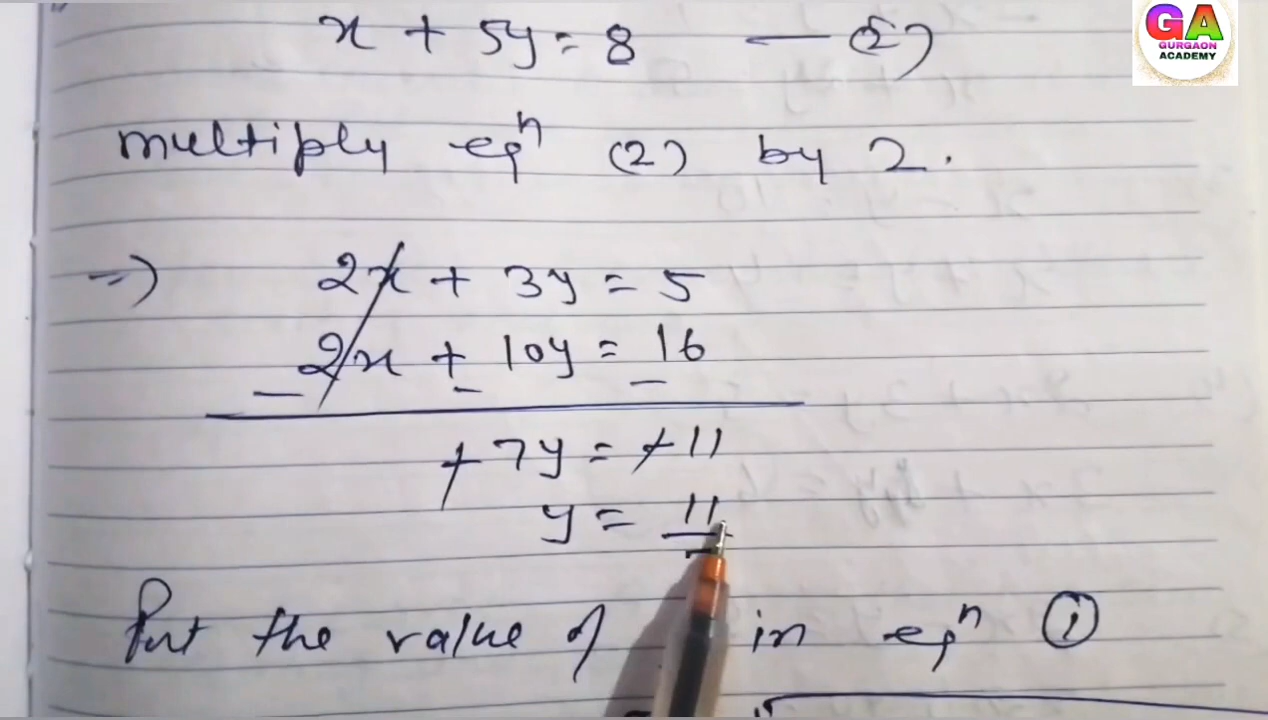 x + 5y = 8 — (2)
GA
GURGAON
ACADEMY
multiply eqⁿ (2) by 2.
=) 2x + 3y = 5
2x + 10y = 16
- - -
+7y = +11
y = 11
Put the value of in eqⁿ ①